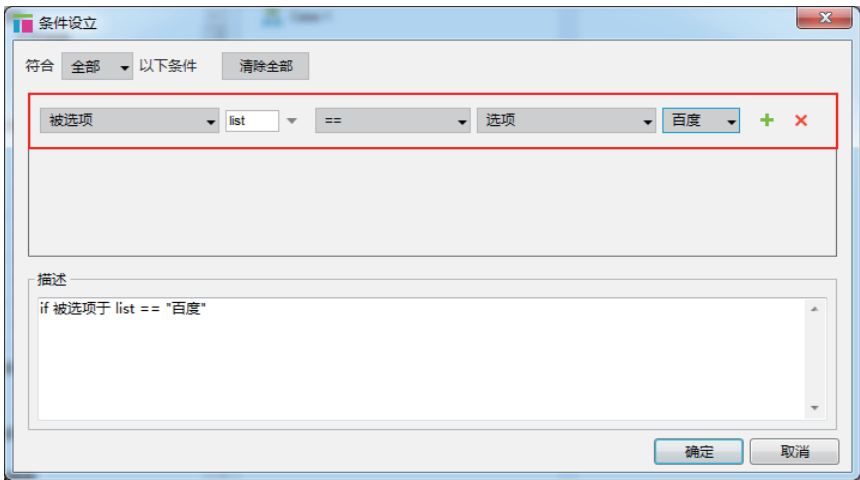 条件设立
符合 全部 以下条件 清除全部
被选项 list == 选项 百度
描述
if 被选项于 list == "百度"
确定 取消